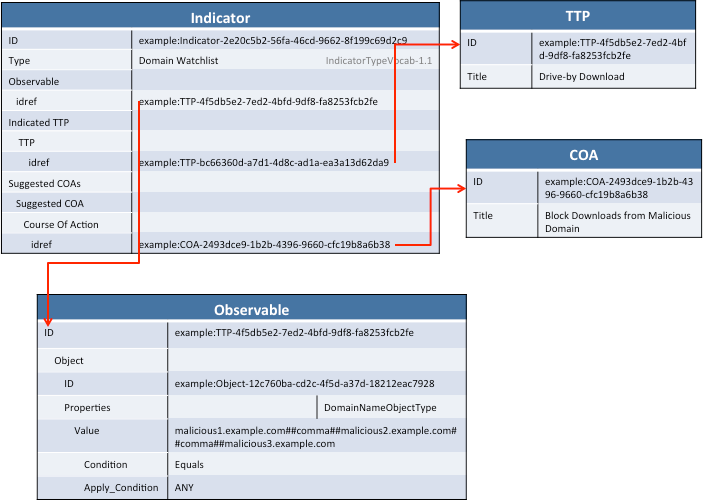 Indicator
ID example:Indicator-2e20c5b2-56fa-46cd-9662-8f199c69d2c9
Type Domain Watchlist IndicatorTypeVocab-1.1
Observable
idref example:TTP-4f5db5e2-7ed2-4bfd-9df8-fa8253fcb2fe
Indicated TTP
TTP
idref example:TTP-bc66360d-a7d1-4d8c-ad1a-ea3a13d62da9
Suggested COAs
Suggested COA
Course Of Action
idref example:COA-2493dce9-1b2b-4396-9660-cfc19b8a6b38
TTP
ID example:TTP-4f5db5e2-7ed2-4bf
d-9df8-fa8253fcb2fe
Title Drive-by Download
COA
ID example:COA-2493dce9-1b2b-43
96-9660-cfc19b8a6b38
Title Block Downloads from Malicious
Domain
Observable
ID example:TTP-4f5db5e2-7ed2-4bfd-9df8-fa8253fcb2fe
Object
ID example:Object-12c760ba-cd2c-4f5d-a37d-18212eac7928
Properties DomainNameObjectType
Value malicious1.example.com##comma##malicious2.example.com#
#comma##malicious3.example.com
Condition Equals
Apply_Condition ANY